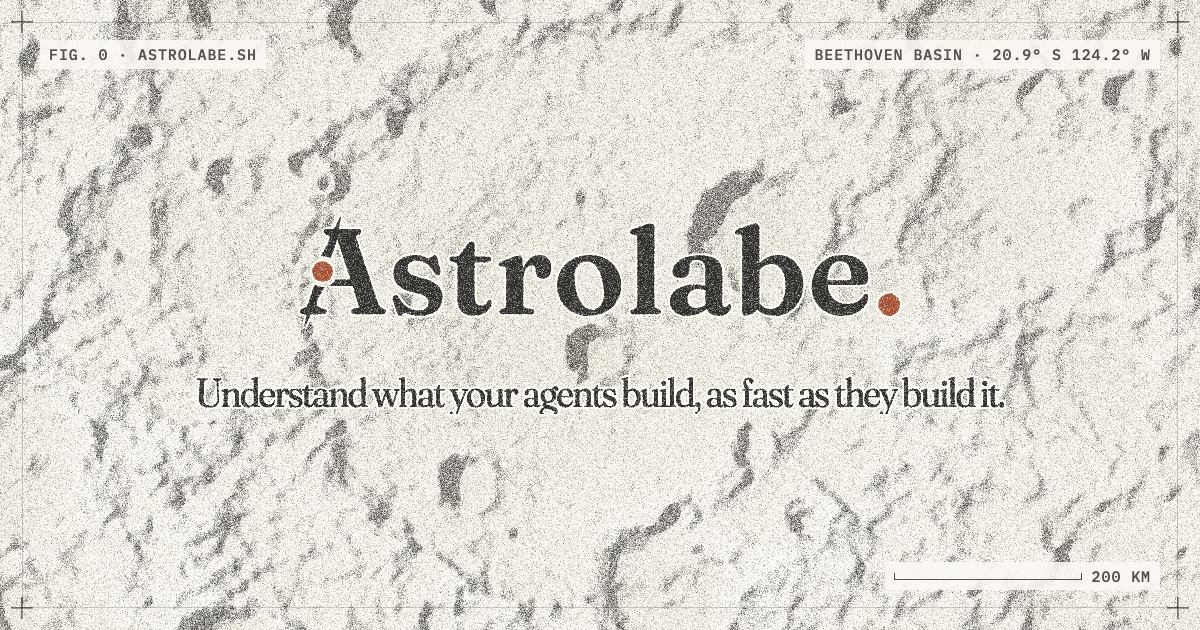 FIG. 0 · ASTROLABE.SH
BEETHOVEN BASIN · 20.9° S 124.2° W
Astrolabe.
Understand what your agents build, as fast as they build it.
200 KM